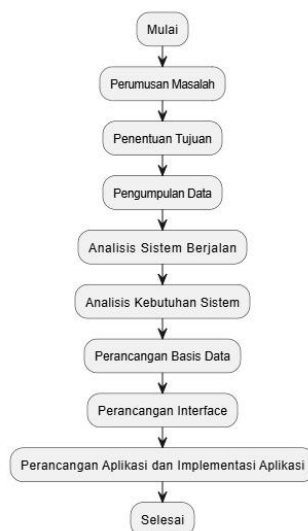 Mulai
Perumusan Masalah
Penentuan Tujuan
Pengumpulan Data
Analisis Sistem Berjalan
Analisis Kebutuhan Sistem
Perancangan Basis Data
Perancangan Interface
Perancangan Aplikasi dan Implementasi Aplikasi
Selesai